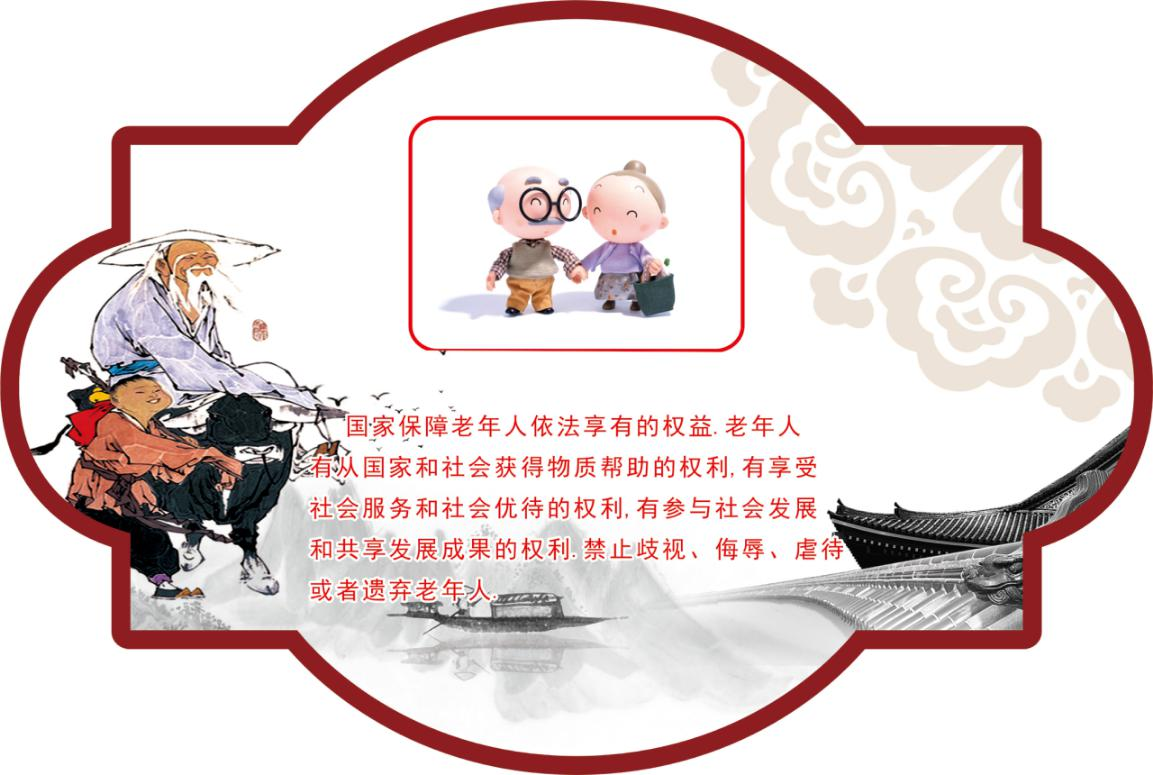 国家保障老年人依法享有的权益.老年人
有从国家和社会获得物质帮助的权利,有享受
社会服务和社会优待的权利,有参与社会发展
和共享发展成果的权利.禁止歧视、侮辱、虐待
或者遗弃老年人.